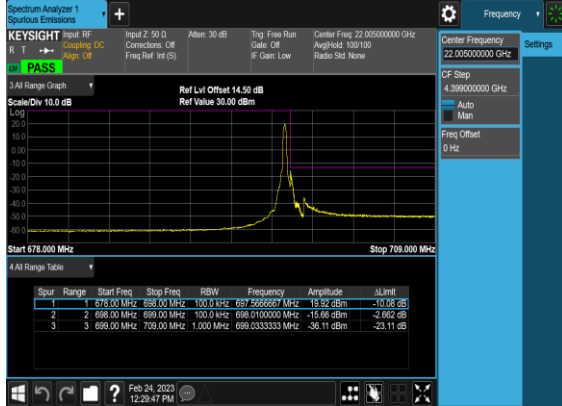 Spectrum Analyzer 1
Spurious Emissions
Frequency
KEYSIGHT
R T
LU PASS
Input: RF
Coupling: DC
Align: Off
Input Z: 50 Ω
Corrections: Off
Freq Ref: Int (S)
Atten: 30 dB
Trig: Free Run
Gate: Off
IF Gain: Low
Center Freq: 22.005000000 GHz
Avg|Hold: 100/100
Radio Std: None
Center Frequency
22.005000000 GHz
Settings
CF Step
4.399000000 GHz
Auto
Man
Freq Offset
0 Hz
3 All Range Graph
Scale/Div 10.0 dB
Ref Lvl Offset 14.50 dB
Ref Value 30.00 dBm
Log
20.0
10.0
0.00
-10.0
-20.0
-30.0
-40.0
-50.0
-60.0
Start 678.000 MHz
Stop 709.000 MHz
4 All Range Table
Spur Range Start Freq Stop Freq RBW Frequency Amplitude ΔLimit
1 1 678.00 MHz 698.00 MHz 100.0 kHz 697.5666667 MHz 19.92 dBm -10.08 dB
2 2 698.00 MHz 699.00 MHz 100.0 kHz 698.0100000 MHz -15.66 dBm -2.662 dB
3 3 699.00 MHz 709.00 MHz 1.000 MHz 699.0333333 MHz -36.11 dBm -23.11 dB
Feb 24, 2023
12:29:47 PM